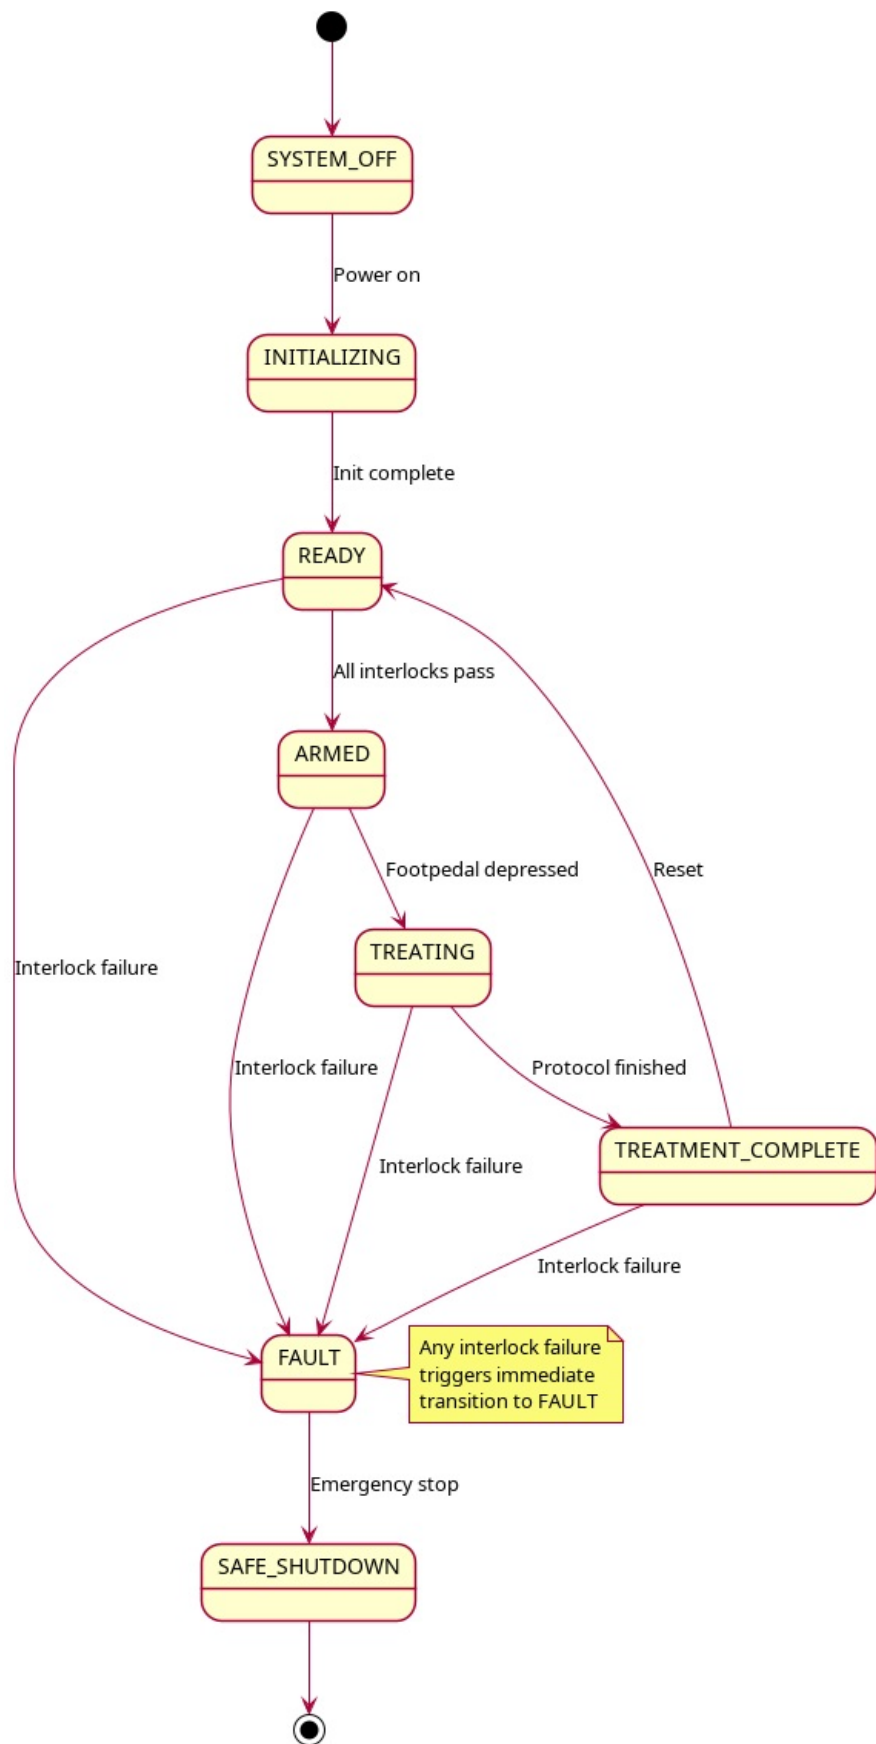 SYSTEM_OFF
Power on
INITIALIZING
Init complete
READY
All interlocks pass
ARMED
Footpedal depressed
Reset
TREATING
Interlock failure
Interlock failure
Protocol finished
TREATMENT_COMPLETE
Interlock failure
Interlock failure
FAULT
Any interlock failure
triggers immediate
transition to FAULT
Emergency stop
SAFE_SHUTDOWN